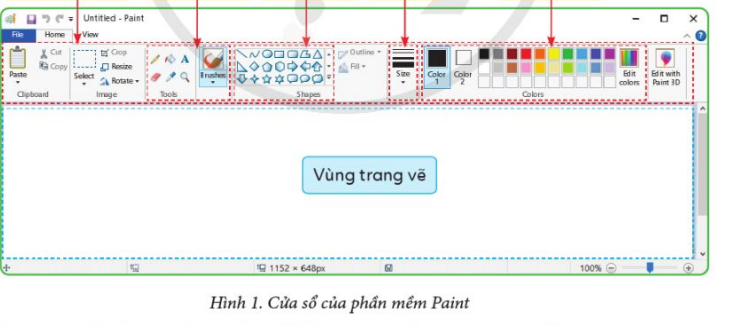 Untitled - Paint
File Home View
Paste
Cut
Copy
Clipboard
Select
Crop
Resize
Rotate
Image
A
Tools
Brushes
Outline
Fill
Shapes
Size
Color 1
Color 2
Edit colors
Colors
Edit with Paint 3D
Vùng trang vẽ
1152 × 648px
100%
Hình 1. Cửa sổ của phần mềm Paint